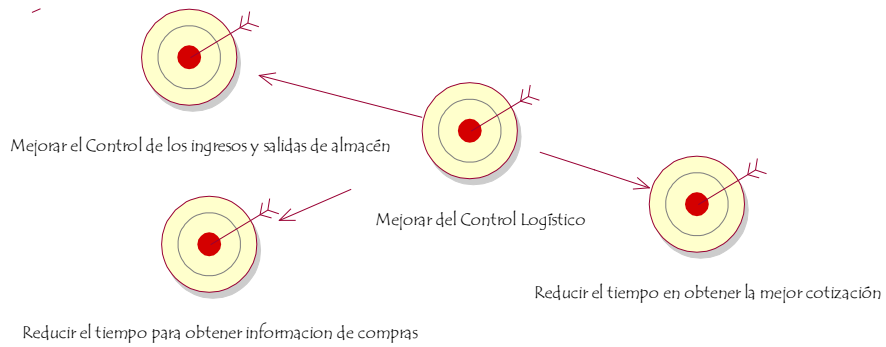 Mejorar el Control de los ingresos y salidas de almacén
Mejorar del Control Logístico
Reducir el tiempo en obtener la mejor cotización
Reducir el tiempo para obtener informacion de compras